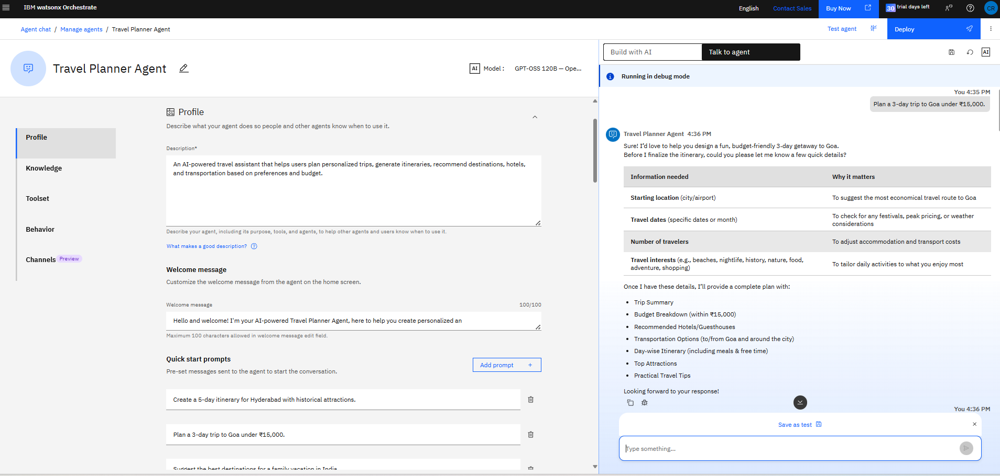 IBM watsonx Orchestrate
English
Contact Sales
Buy Now
30 trial days left
CR
Agent chat / Manage agents / Travel Planner Agent
Test agent
Deploy
Travel Planner Agent
AI Model :
GPT-OSS 120B — Ope...
Profile
Knowledge
Toolset
Behavior
Channels Preview
Profile
Describe what your agent does so people and other agents know when to use it.
Description*
An AI-powered travel assistant that helps users plan personalized trips, generate itineraries, recommend destinations, hotels,
and transportation based on preferences and budget.
Describe your agent, including its purpose, tools, and agents, to help other agents and users know when to use it.
What makes a good description?
Welcome message
Customize the welcome message from the agent on the home screen.
Welcome message 100/100
Hello and welcome! I'm your AI-powered Travel Planner Agent, here to help you create personalized an
Maximum 100 characters allowed in welcome message edit field.
Quick start prompts
Pre-set messages sent to the agent to start the conversation.
Add prompt +
Create a 5-day itinerary for Hyderabad with historical attractions.
Plan a 3-day trip to Goa under ₹15,000.
Suggest the best destinations for a family vacation in India
Build with AI
Talk to agent
AI
Running in debug mode
You 4:35 PM
Plan a 3-day trip to Goa under ₹15,000.
Travel Planner Agent 4:36 PM
Sure! I’d love to help you design a fun, budget-friendly 3-day getaway to Goa.
Before I finalize the itinerary, could you please let me know a few quick details?
Information needed Why it matters
Starting location (city/airport) To suggest the most economical travel route to Goa
Travel dates (specific dates or month) To check for any festivals, peak pricing, or weather
considerations
Number of travelers To adjust accommodation and transport costs
Travel interests (e.g., beaches, nightlife, history, nature, food,
adventure, shopping) To tailor daily activities to what you enjoy most
Once I have these details, I’ll provide a complete plan with:
• Trip Summary
• Budget Breakdown (within ₹15,000)
• Recommended Hotels/Guesthouses
• Transportation Options (to/from Goa and around the city)
• Day-wise Itinerary (including meals & free time)
• Top Attractions
• Practical Travel Tips
Looking forward to your response!
You 4:36 PM
Save as test
Type something...